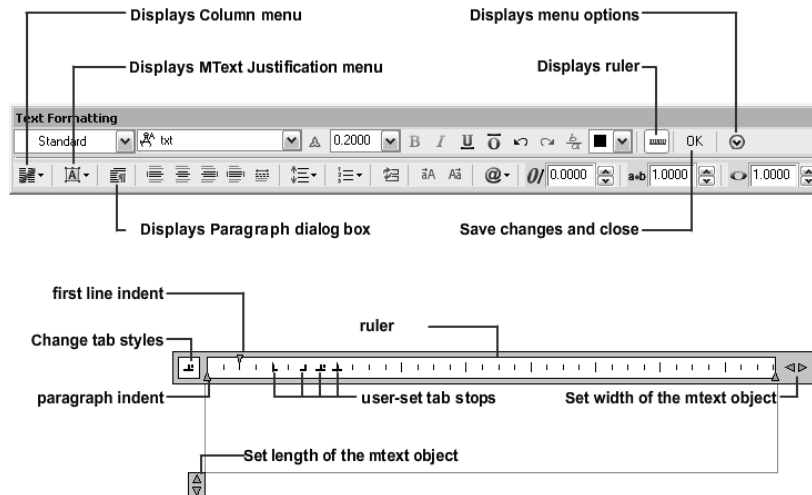 Displays Column menu
Displays menu options
Displays MText Justification menu
Displays ruler
Text Formatting
Standard txt 0.2000 B I U O OK
@ 0/ 0.0000 a+b 1.0000 1.0000
Displays Paragraph dialog box
Save changes and close
first line indent
ruler
Change tab styles
paragraph indent
user-set tab stops
Set width of the mtext object
Set length of the mtext object